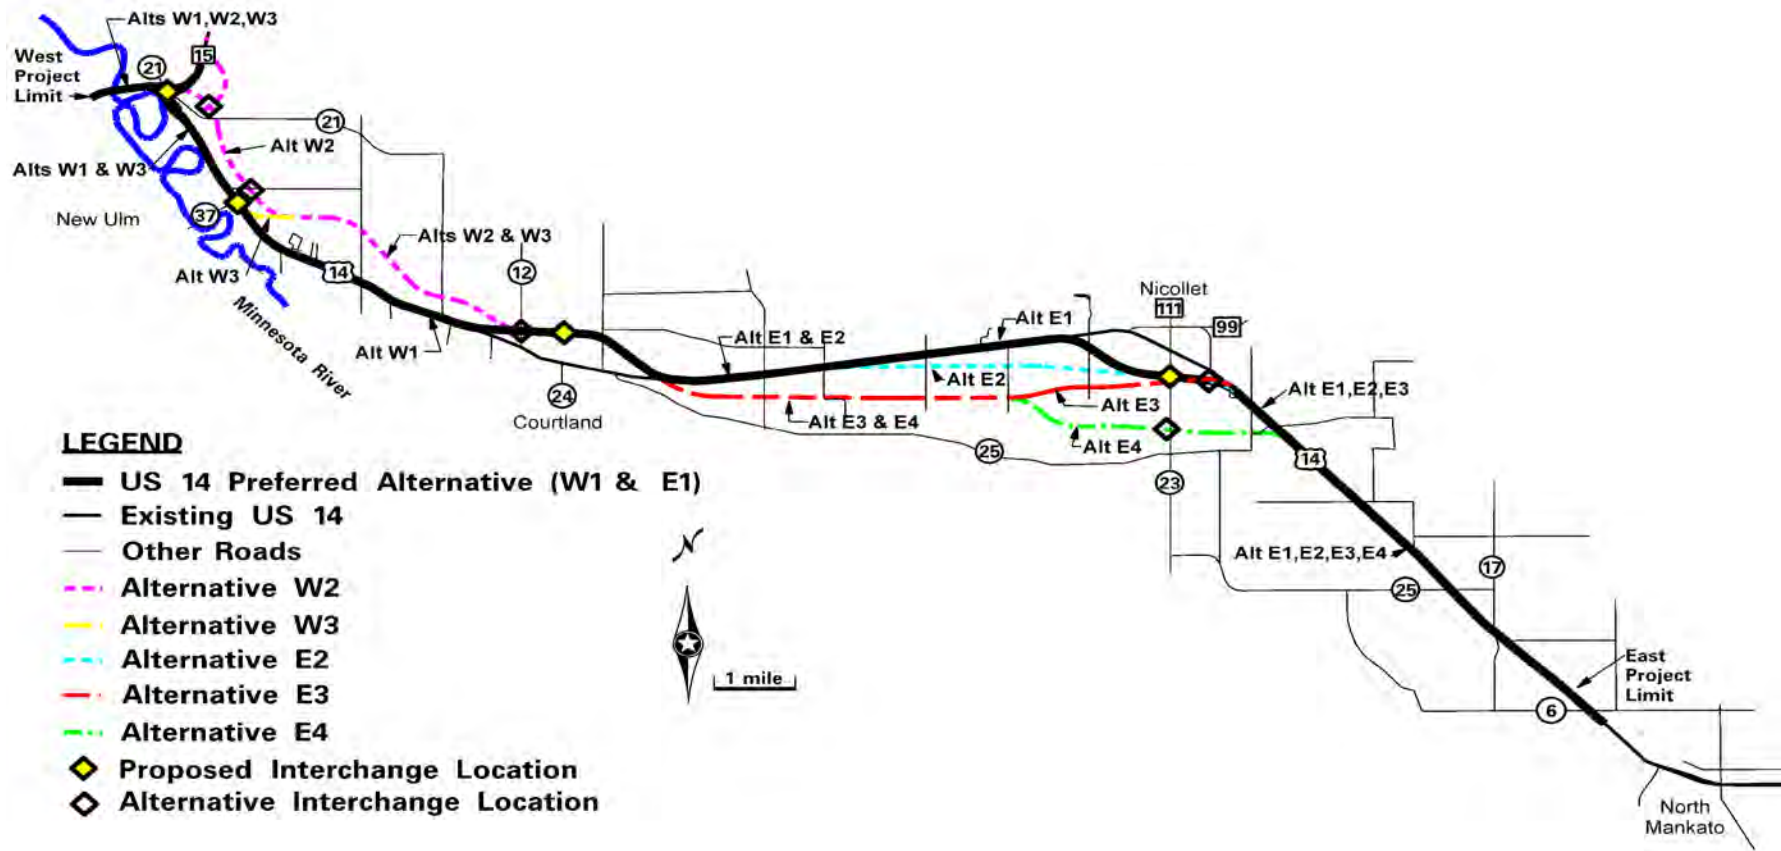 Alts W1,W2,W3
West
Project
Limit
21
15
21
Alt W2
Alts W1 & W3
New Ulm
37
Alts W2 & W3
12
Alt W3
14
Minnesota River
Alt W1
24
Courtland
Alt E1 & E2
Alt E1
Nicollet
111
99
Alt E2
Alt E3
Alt E1,E2,E3
Alt E3 & E4
Alt E4
25
14
23
Alt E1,E2,E3,E4
17
25
East
Project
Limit
6
North
Mankato
N
1 mile
LEGEND
US 14 Preferred Alternative (W1 & E1)
Existing US 14
Other Roads
Alternative W2
Alternative W3
Alternative E2
Alternative E3
Alternative E4
Proposed Interchange Location
Alternative Interchange Location